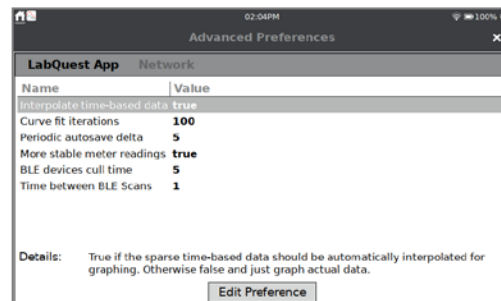 02:04PM 100%
Advanced Preferences x
LabQuest App Network
Name Value
Interpolate time-based data true
Curve fit iterations 100
Periodic autosave delta 5
More stable meter readings true
BLE devices cull time 5
Time between BLE Scans 1
Details: True if the sparse time-based data should be automatically interpolated for
graphing. Otherwise false and just graph actual data.
Edit Preference